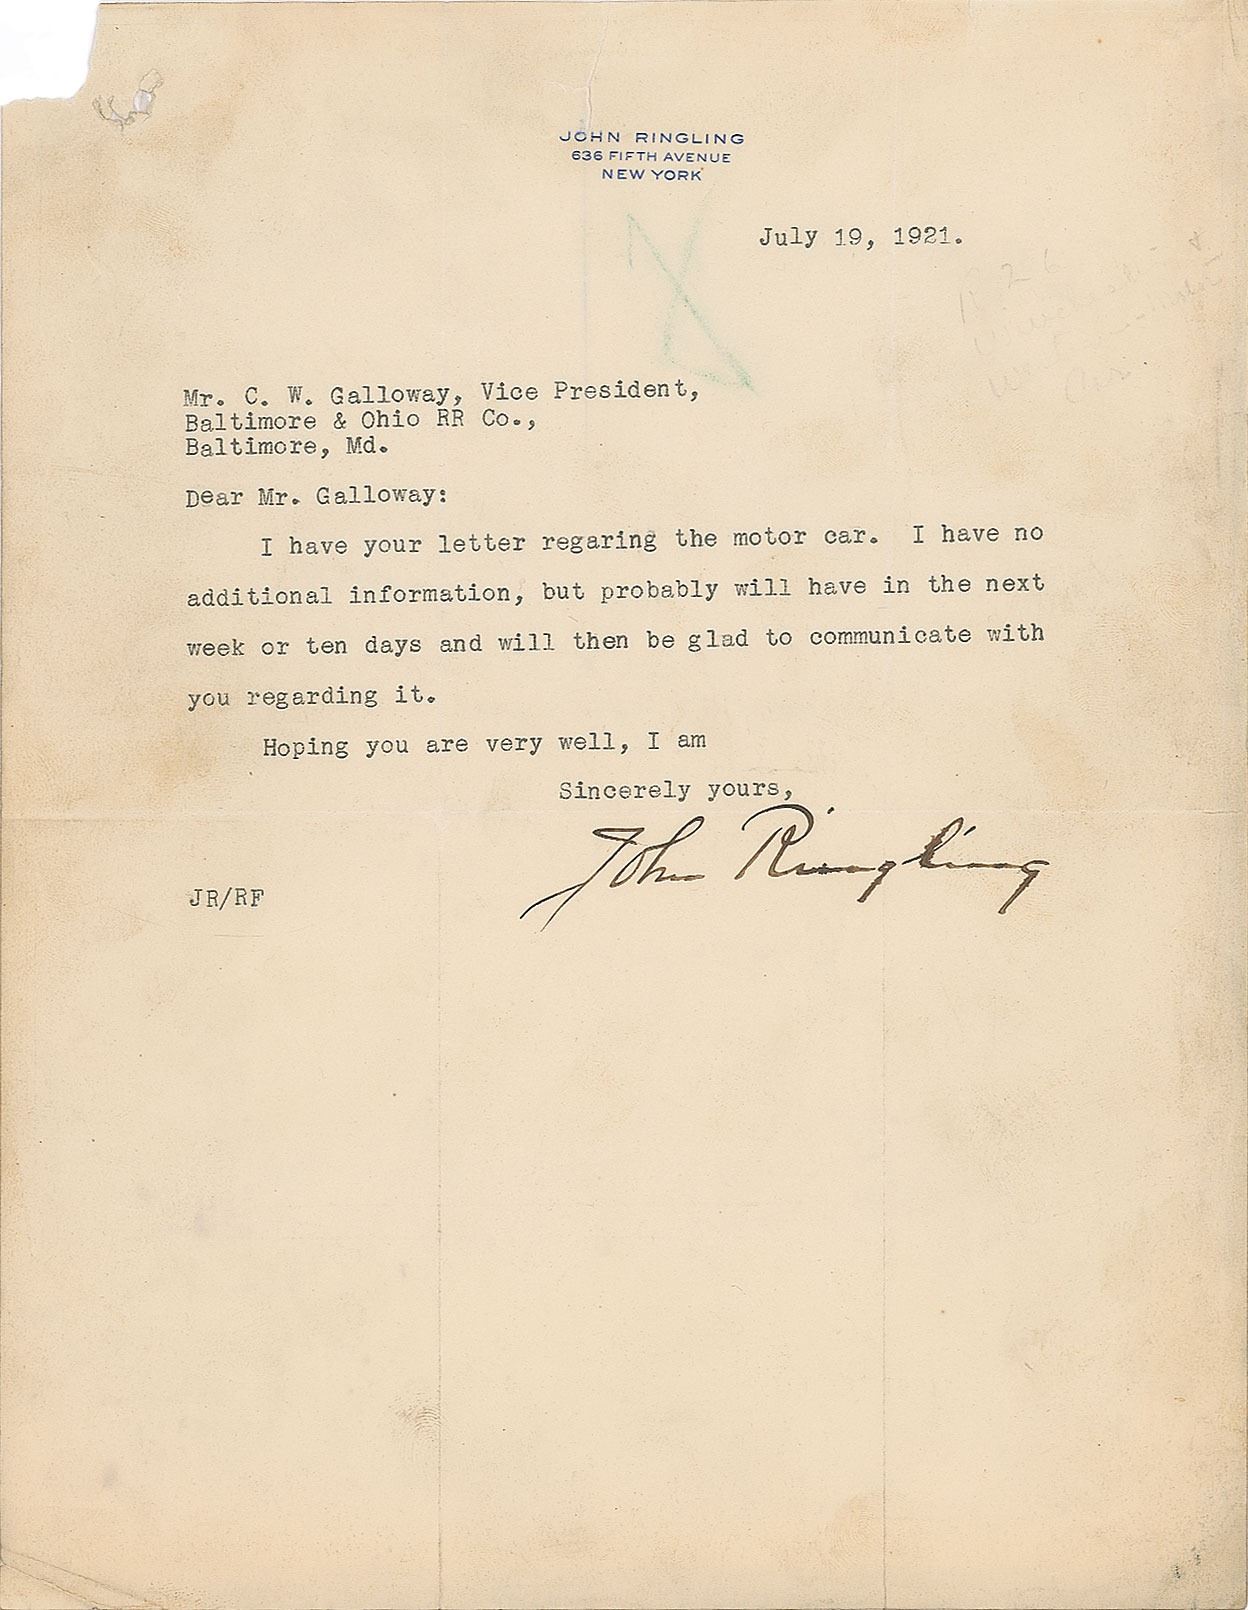 JOHN RINGLING
636 FIFTH AVENUE
NEW YORK
July 19, 1921.
Mr. C. W. Galloway, Vice President,
Baltimore & Ohio RR Co.,
Baltimore, Md.
Dear Mr. Galloway:
I have your letter regaring the motor car. I have no
additional information, but probably will have in the next
week or ten days and will then be glad to communicate with
you regarding it.
Hoping you are very well, I am
Sincerely yours,
John Ringling
JR/RF